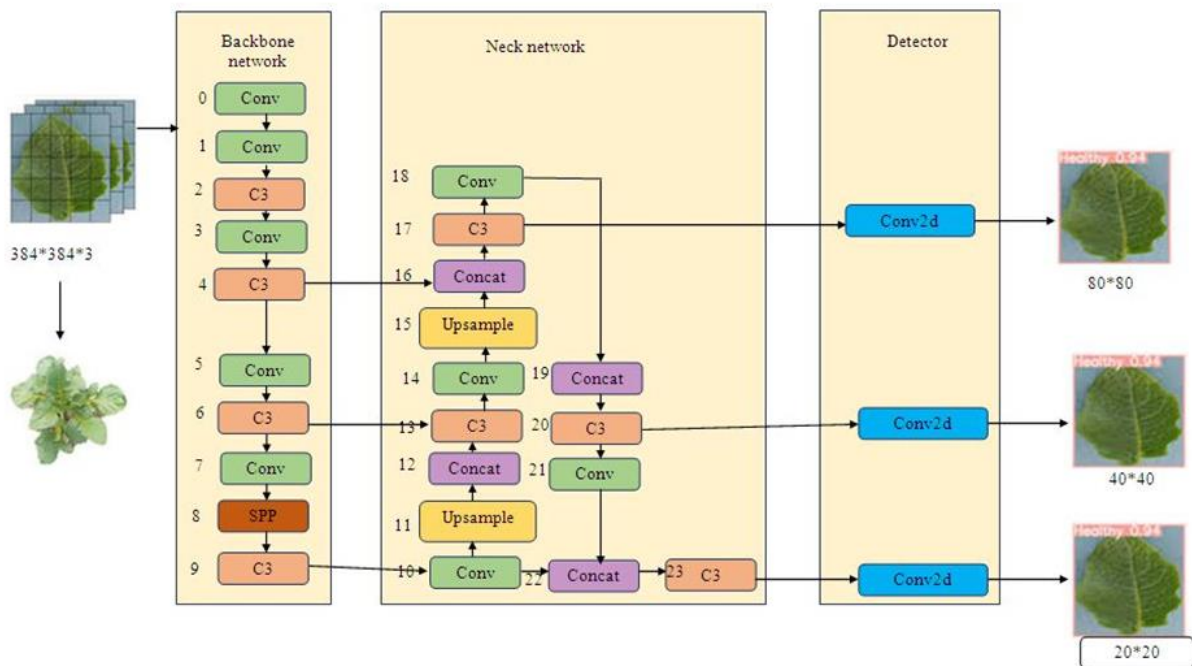 Backbone
network
Neck network
Detector
384*384*3
0 Conv
1 Conv
2 C3
3 Conv
4 C3
5 Conv
6 C3
7 Conv
8 SPP
9 C3
18 Conv
17 C3
16 Concat
15 Upsample
14 Conv
13 C3
12 Concat
11 Upsample
10 Conv
19 Concat
20 C3
21 Conv
22 Concat
23 C3
Conv2d
Conv2d
Conv2d
Healthy 0.94
80*80
Healthy 0.94
40*40
Healthy 0.94
20*20